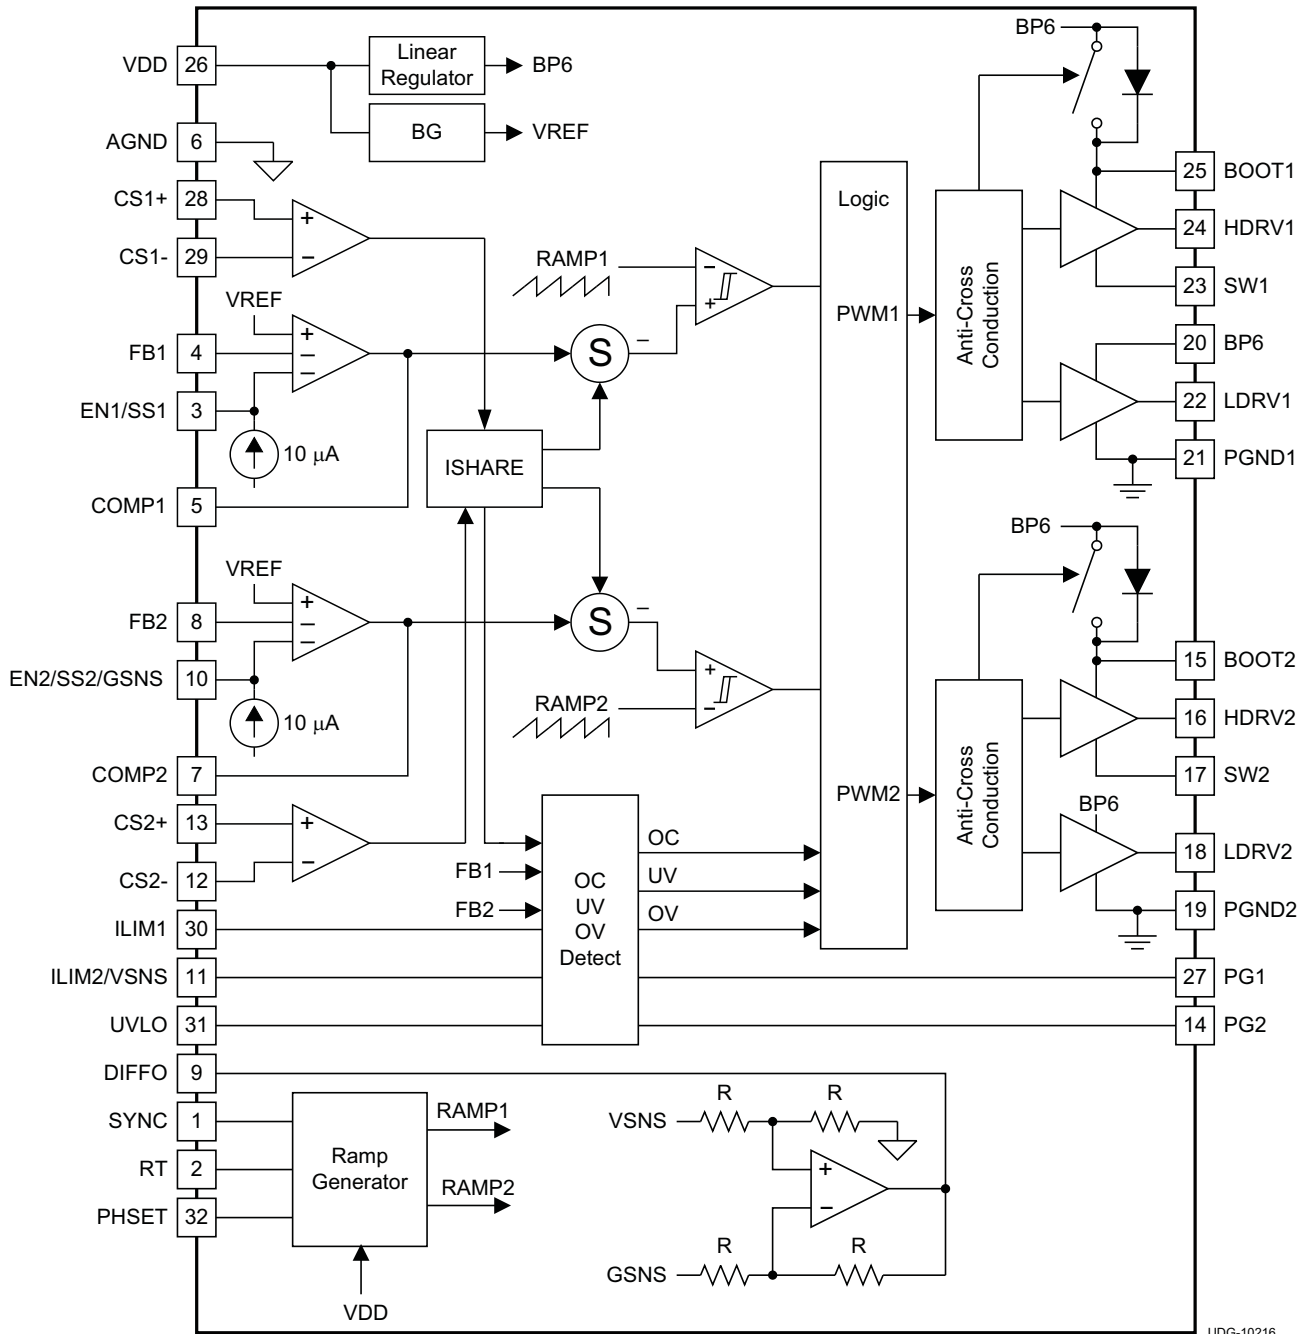 BP6
VDD 26
Linear
Regulator
BP6
BG
VREF
AGND 6
CS1+ 28
+
CS1- 29
−
25 BOOT1
24 HDRV1
23 SW1
Logic
RAMP1
−
+
VREF
+
FB1 4
−
−
EN1/SS1 3
10 µA
S
−
PWM1
Anti-Cross
Conduction
20 BP6
22 LDRV1
21 PGND1
ISHARE
COMP1 5
BP6
VREF
+
FB2 8
−
−
EN2/SS2/GSNS 10
10 µA
S
−
+
−
RAMP2
15 BOOT2
16 HDRV2
17 SW2
COMP2 7
PWM2
Anti-Cross
Conduction
BP6
CS2+ 13
+
CS2- 12
−
18 LDRV2
19 PGND2
FB1
FB2
OC
UV
OV
Detect
OC
UV
OV
ILIM1 30
ILIM2/VSNS 11
27 PG1
UVLO 31
14 PG2
DIFFO 9
SYNC 1
RT 2
PHSET 32
Ramp
Generator
RAMP1
RAMP2
VDD
VSNS
R
R
+
−
GSNS
R
R
UDG-10216